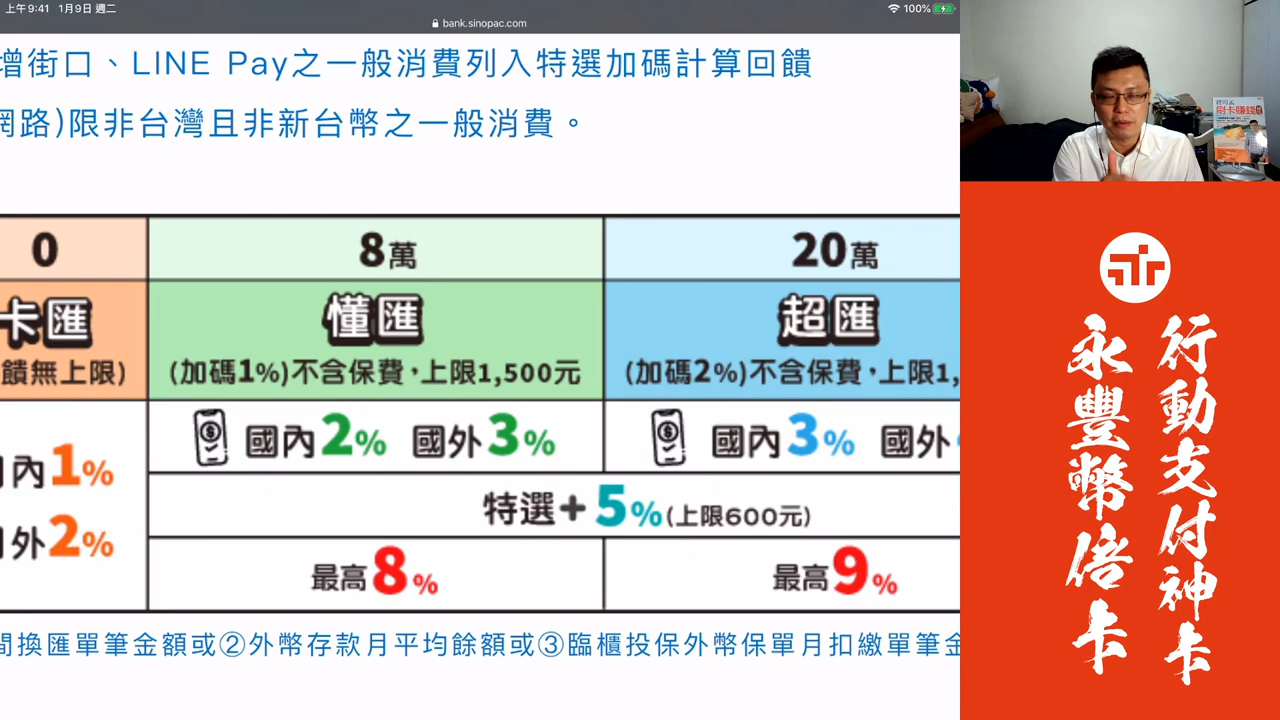 上午9:41 1月9日 週二
100%
bank.sinopac.com
增街口、LINE Pay之一般消費列入特選加碼計算回饋
網路)限非台灣且非新台幣之一般消費。
0
8萬
20萬
卡匯
懂匯
超匯
饋無上限)
(加碼1%)不含保費,上限1,500元
(加碼2%)不含保費,上限1,
國內2% 國外3%
國內3% 國外
內1%
外2%
特選+5%(上限600元)
最高8%
最高9%
間換匯單筆金額或②外幣存款月平均餘額或③臨櫃投保外幣保單月扣繳單筆金
刷卡賺錢
行動支付神卡
永豐幣倍卡